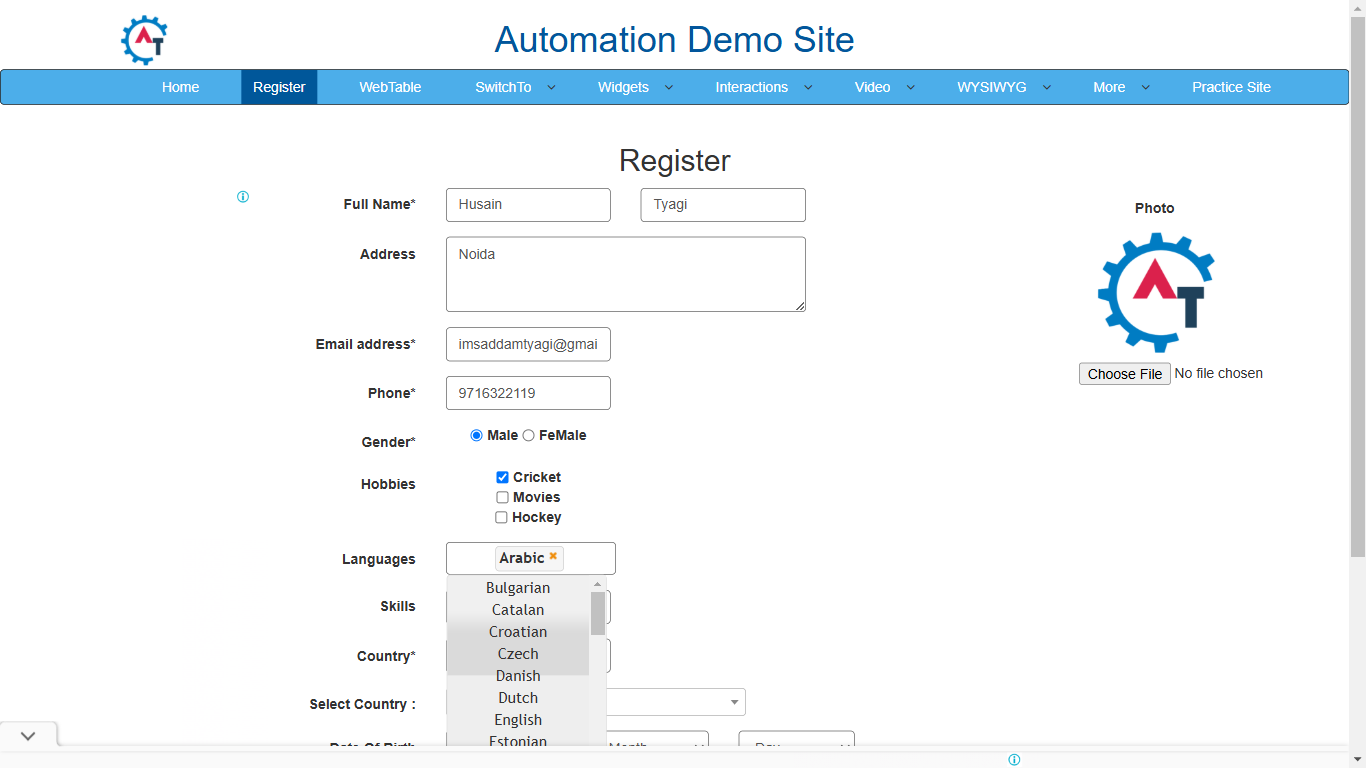 AT
Automation Demo Site
Home Register WebTable SwitchTo Widgets Interactions Video WYSIWYG More Practice Site
Register
Full Name* Husain Tyagi
Photo
Address Noida
AT
Email address* imsaddamtyagi@gmai
Choose File No file chosen
Phone* 9716322119
Gender* Male FeMale
Hobbies Cricket
Movies
Hockey
Languages Arabic
Bulgarian
Skills Catalan
Croatian
Country* Czech
Danish
Select Country : Dutch
English
Date Of Birth Estonian Month Day